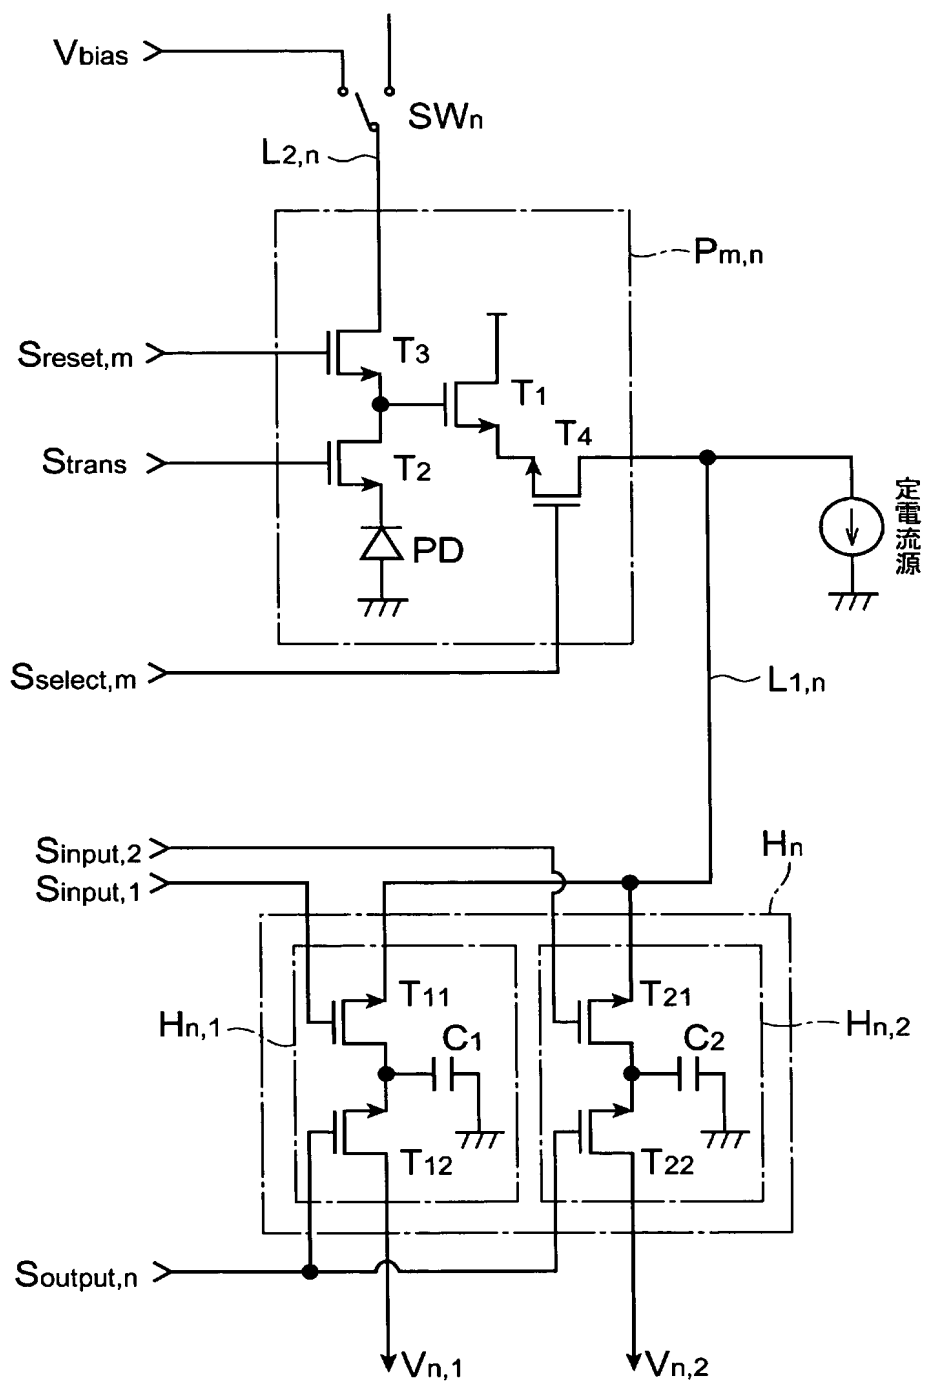 Vbias
SWn
L2,n
Pm,n
Sreset,m
T3
T1
T4
Strans
T2
定電流源
PD
Sselect,m
L1,n
Hn
Sinput,2
Sinput,1
T11
T21
Hn,1
C1
C2
Hn,2
T12
T22
Soutput,n
Vn,1
Vn,2